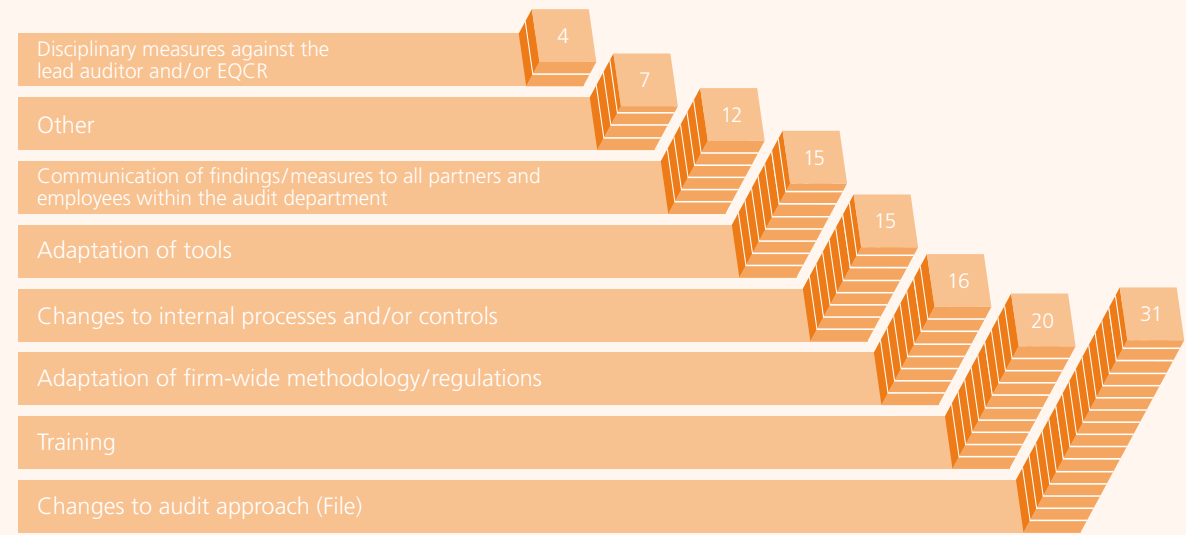 Disciplinary measures against the
lead auditor and/or EQCR
4
Other
7
Communication of findings/measures to all partners and
employees within the audit department
12
Adaptation of tools
15
Changes to internal processes and/or controls
15
Adaptation of firm-wide methodology/regulations
16
Training
20
Changes to audit approach (File)
31